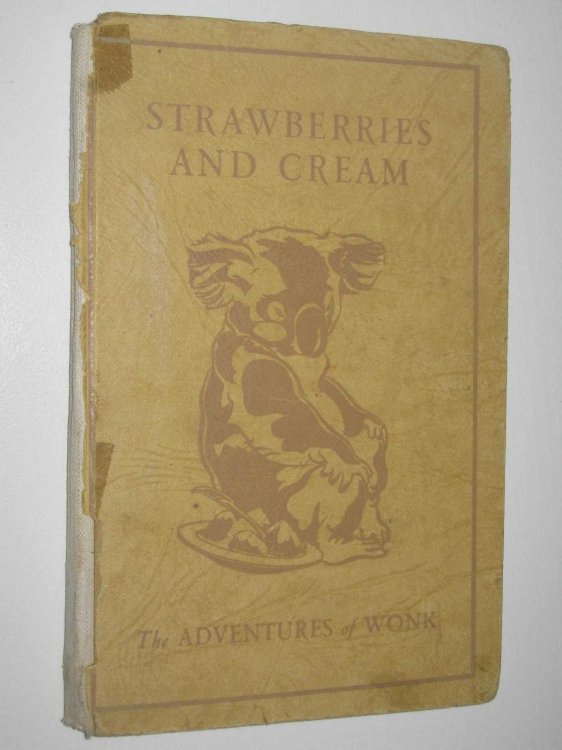 STRAWBERRIES
AND CREAM
The ADVENTURES of WONK